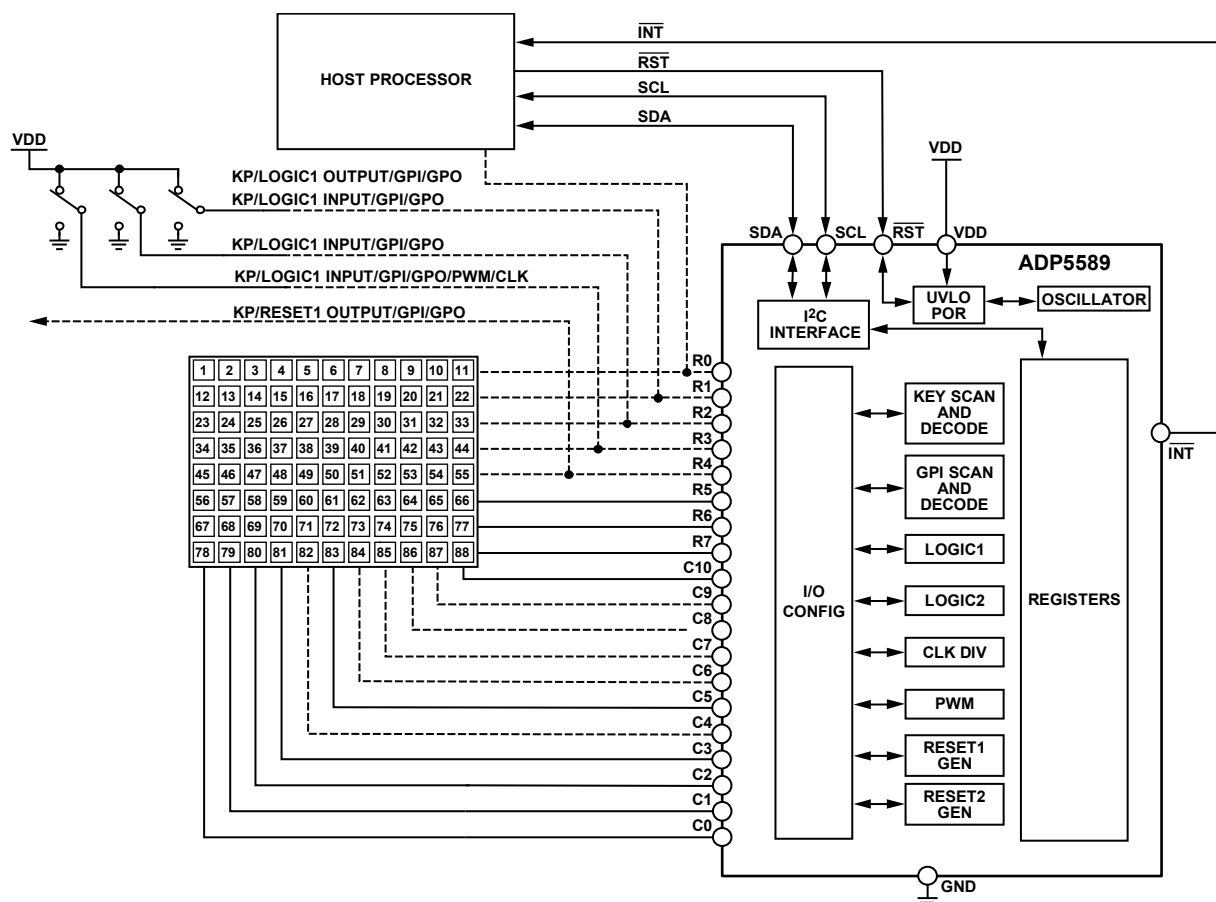 HOST PROCESSOR
INT
RST
SCL
SDA
VDD
KP/LOGIC1 OUTPUT/GPI/GPO
KP/LOGIC1 INPUT/GPI/GPO
KP/LOGIC1 INPUT/GPI/GPO
KP/LOGIC1 INPUT/GPI/GPO/PWM/CLK
KP/RESET1 OUTPUT/GPI/GPO
VDD
SDA
SCL
RST
VDD
ADP5589
I2C
INTERFACE
UVLO
POR
OSCILLATOR
1 2 3 4 5 6 7 8 9 10 11
12 13 14 15 16 17 18 19 20 21 22
23 24 25 26 27 28 29 30 31 32 33
34 35 36 37 38 39 40 41 42 43 44
45 46 47 48 49 50 51 52 53 54 55
56 57 58 59 60 61 62 63 64 65 66
67 68 69 70 71 72 73 74 75 76 77
78 79 80 81 82 83 84 85 86 87 88
R0
R1
R2
R3
R4
R5
R6
R7
C10
C9
C8
C7
C6
C5
C4
C3
C2
C1
C0
I/O
CONFIG
KEY SCAN
AND
DECODE
GPI SCAN
AND
DECODE
LOGIC1
LOGIC2
CLK DIV
PWM
RESET1
GEN
RESET2
GEN
REGISTERS
INT
GND